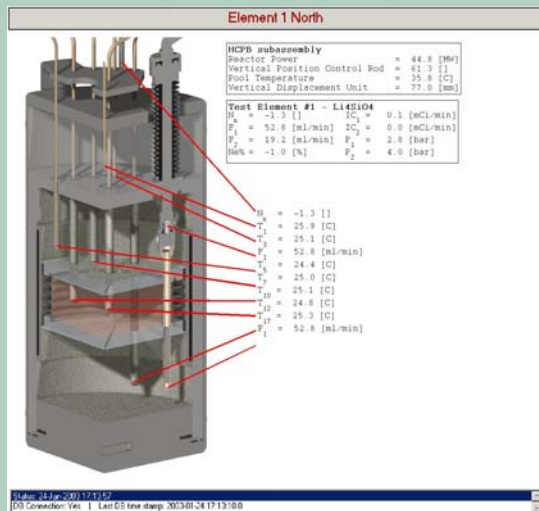 Element 1 North
HCPB subassembly
Reactor Power = 44.8 [MW]
Vertical Position Control Rod = 61.3 []
Pool Temperature = 35.8 [C]
Vertical Displacement Unit = 77.0 [mm]
Test Element #1 - Li4SiO4
N = -1.3 [] IC1 = 0.1 [mCi/min]
F1 = 52.8 [ml/min] IC2 = 0.0 [mCi/min]
F2 = 19.2 [ml/min] P1 = 2.8 [bar]
Ne% = -1.0 [%] P2 = 4.0 [bar]
N = -1.3 []
T1 = 25.9 [C]
T3 = 25.1 [C]
= 52.8 [ml/min]
T5 = 24.4 [C]
T7 = 25.0 [C]
T10 = 25.1 [C]
T12 = 24.8 [C]
T17 = 25.3 [C]
F1 = 52.8 [ml/min]
Status: 24-Jan-2003 17:13:57
DB Connection: Yes | Last DB time stamp: 2003-01-24 17:13:10.0